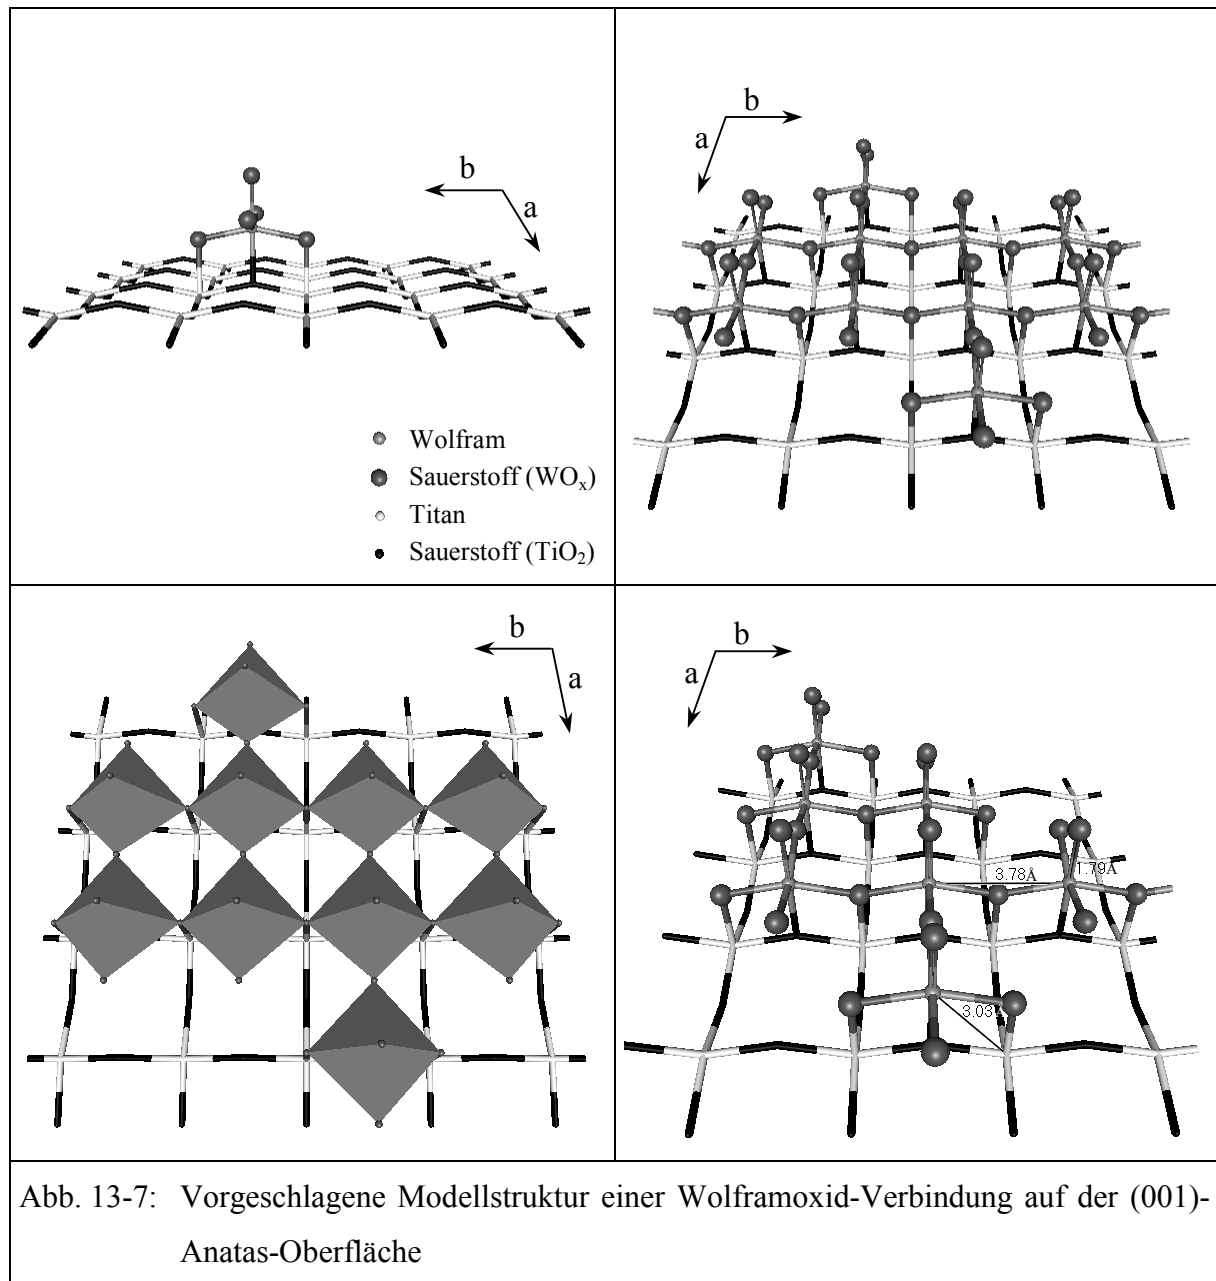 b
a
Wolfram
Sauerstoff (WOx)
Titan
Sauerstoff (TiO2)
b
a
b
a
b
a
3.78Å
1.79Å
3.03
Abb. 13-7: Vorgeschlagene Modellstruktur einer Wolframoxid-Verbindung auf der (001)-
Anatas-Oberfläche